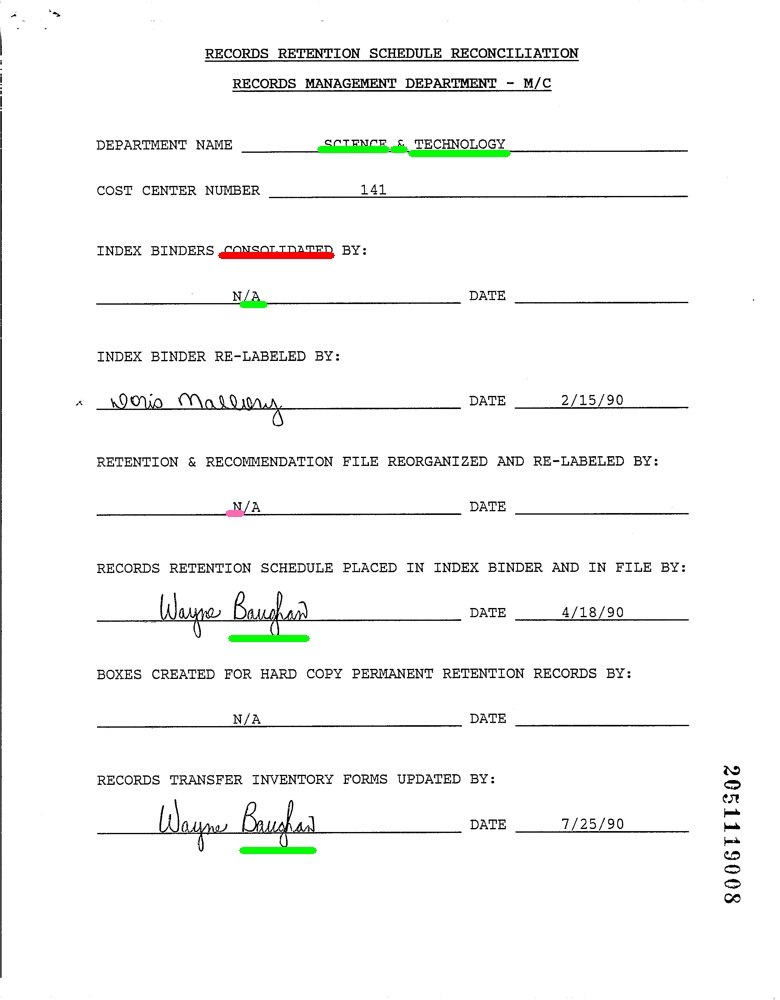 RECORDS RETENTION SCHEDULE RECONCILIATION
RECORDS MANAGEMENT DEPARTMENT - M/C
DEPARTMENT NAME SCIENCE & TECHNOLOGY
COST CENTER NUMBER 141
INDEX BINDERS CONSOLIDATED BY:
N/A DATE
INDEX BINDER RE-LABELED BY:
Doris Mallory DATE 2/15/90
RETENTION & RECOMMENDATION FILE REORGANIZED AND RE-LABELED BY:
N/A DATE
RECORDS RETENTION SCHEDULE PLACED IN INDEX BINDER AND IN FILE BY:
Wayne Baughan DATE 4/18/90
BOXES CREATED FOR HARD COPY PERMANENT RETENTION RECORDS BY:
N/A DATE
RECORDS TRANSFER INVENTORY FORMS UPDATED BY:
Wayne Baughan DATE 7/25/90
2051119008